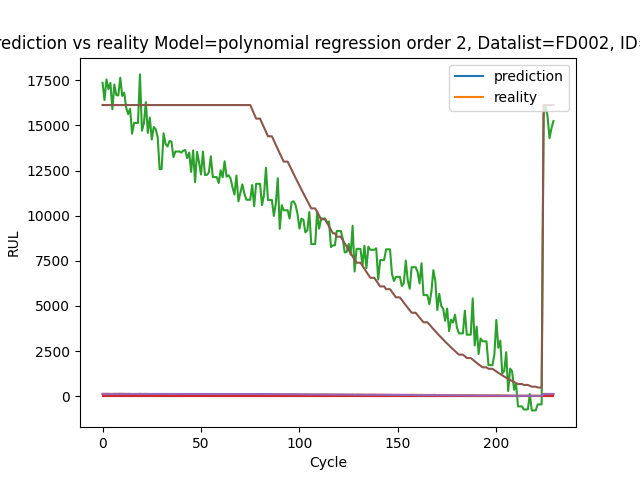 rediction vs reality Model=polynomial regression order 2, Datalist=FD002, ID=
prediction
reality
17500
15000
12500
10000
7500
5000
2500
0
RUL
0 50 100 150 200
Cycle